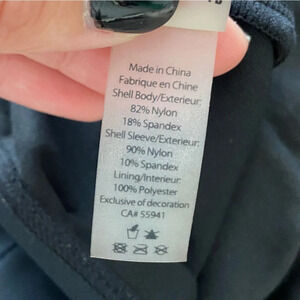 Made in China
Fabrique en Chine
Shell Body/Exterieur:
82% Nylon
18% Spandex
Shell Sleeve/Exterieur:
90% Nylon
10% Spandex
Lining/Interieur:
100% Polyester
Exclusive of decoration
CA# 55941